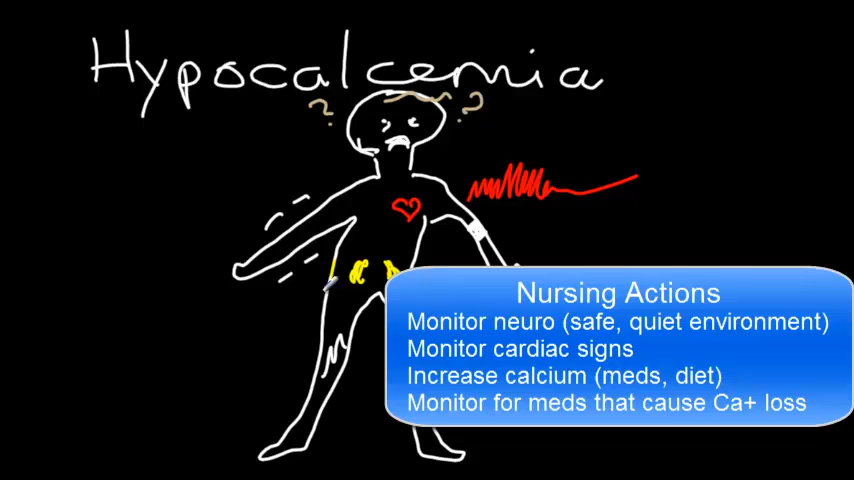 Hypocalcemia
? ?
Nursing Actions
Monitor neuro (safe, quiet environment)
Monitor cardiac signs
Increase calcium (meds, diet)
Monitor for meds that cause Ca+ loss